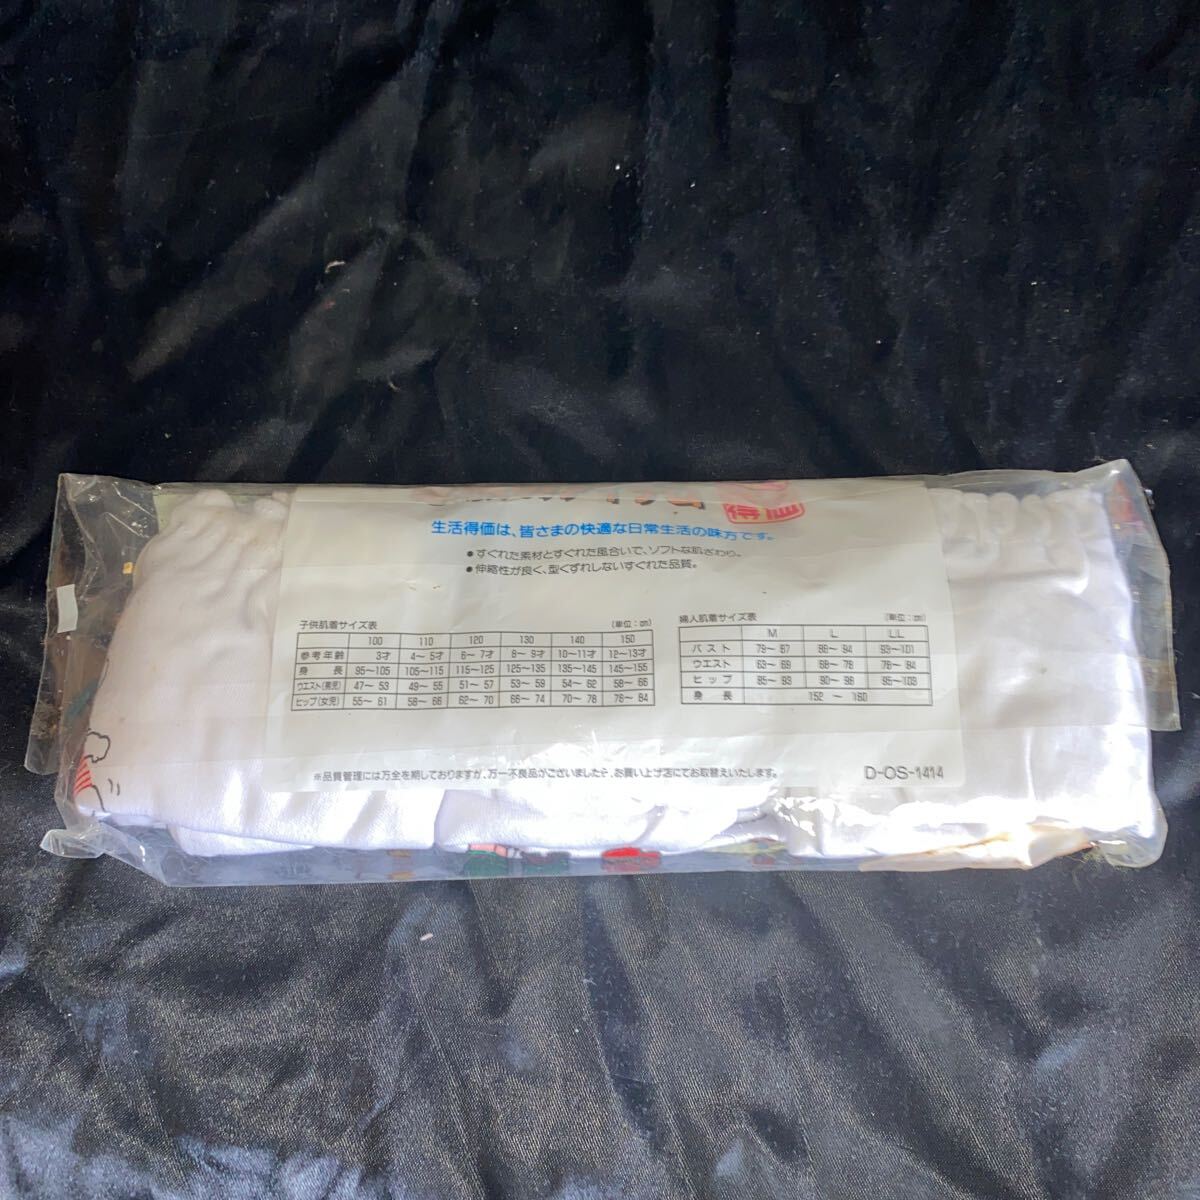 得価
生活得価は、皆さまの快適な日常生活の味方です。
●すぐれた素材とすぐれた風合いで、ソフトな肌ざわり。
●伸縮性が良く、型くずれしないすぐれた品質。
子供肌着サイズ表 (単位:cm)
100 110 120 130 140 150
参考年齢 3才 4~5才 6~7才 8~9才 10~11才 12~13才
身長 95~105 105~115 115~125 125~135 135~145 145~155
ウエスト(男児) 47~53 49~55 51~57 53~59 54~62 58~66
ヒップ(女児) 55~61 58~66 62~70 66~74 70~78 76~84
婦人肌着サイズ表 (単位:cm)
M L LL
バスト 79~87 86~94 93~101
ウエスト 63~69 68~76 76~84
ヒップ 85~93 90~96 95~103
身長 152~160
※品質管理には万全を期しておりますが、万一不良品がございましたら、お買い上げ店にてお取替えいたします。
D-OS-1414